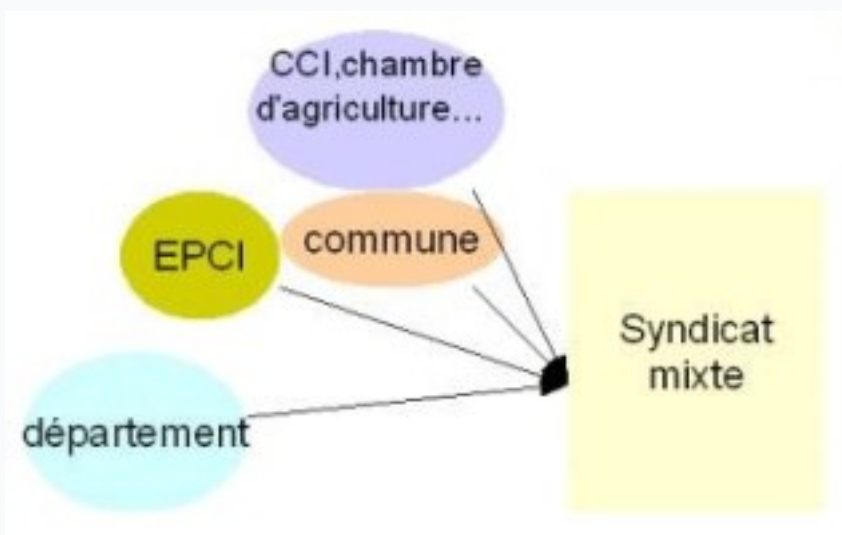 CCI,chambre
d'agriculture...
EPCI
commune
Syndicat
mixte
département